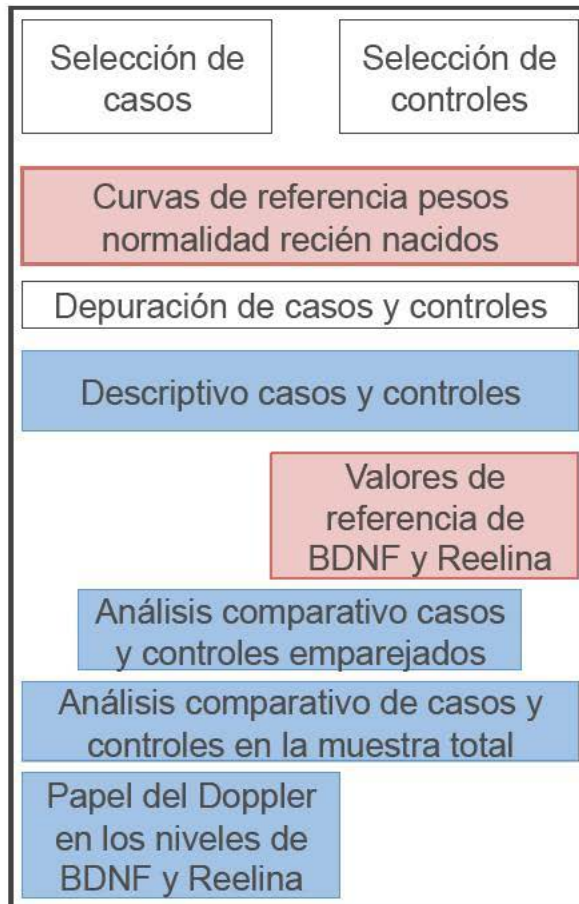 Selección de
casos
Selección de
controles
Curvas de referencia pesos
normalidad recién nacidos
Depuración de casos y controles
Descriptivo casos y controles
Valores de
referencia de
BDNF y Reelina
Análisis comparativo casos
y controles emparejados
Análisis comparativo de casos y
controles en la muestra total
Papel del Doppler
en los niveles de
BDNF y Reelina